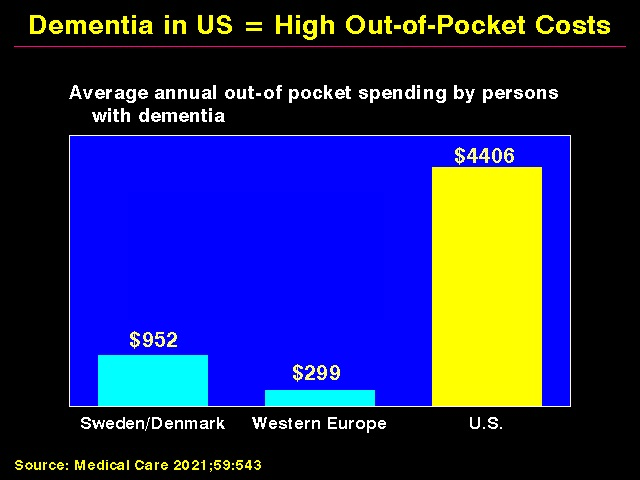 Dementia in US = High Out-of-Pocket Costs
Average annual out-of pocket spending by persons
with dementia
$4406
$952
$299
Sweden/Denmark Western Europe U.S.
Source: Medical Care 2021;59:543